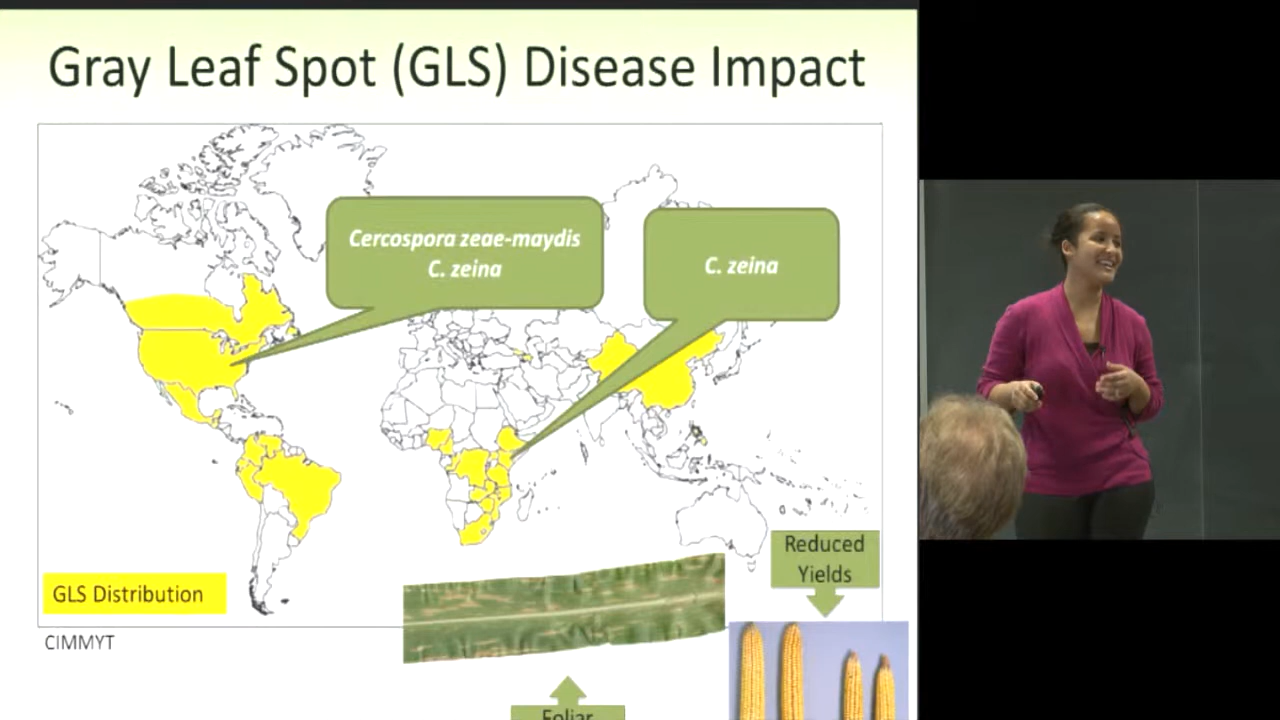 Gray Leaf Spot (GLS) Disease Impact
Cercospora zeae-maydis
C. zeina
C. zeina
Reduced
Yields
GLS Distribution
CIMMYT
Foliar